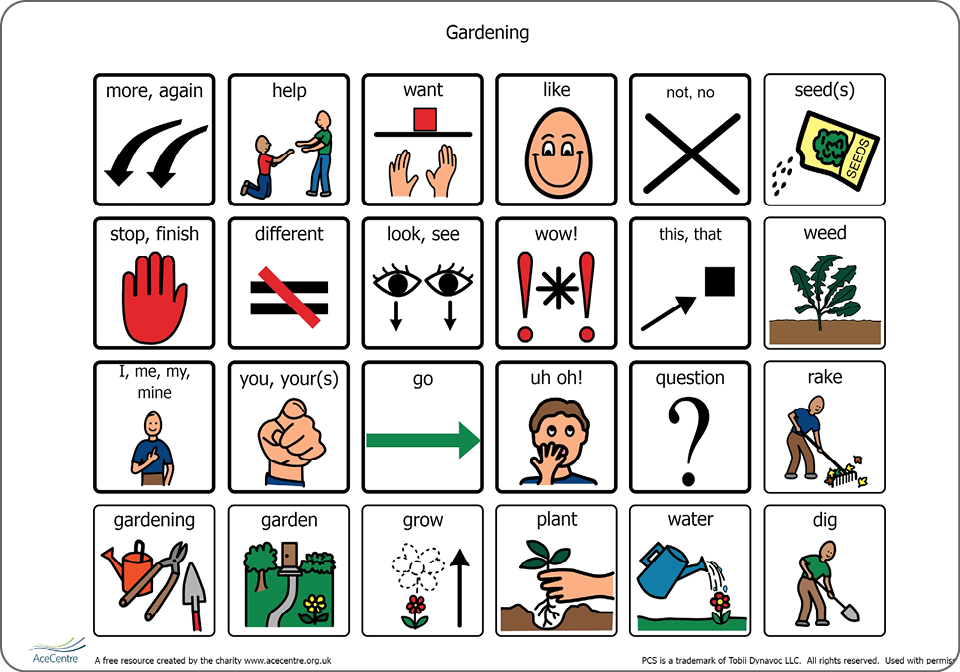 Gardening
more, again
help
want
like
not, no
seed(s)
SEEDS
stop, finish
different
look, see
wow!
this, that
weed
I, me, my,
mine
you, your(s)
go
uh oh!
question
rake
gardening
garden
grow
plant
water
dig
AceCentre
A free resource created by the charity www.acecentre.org.uk
PCS is a trademark of Tobii Dynavox LLC. All rights reserved. Used with